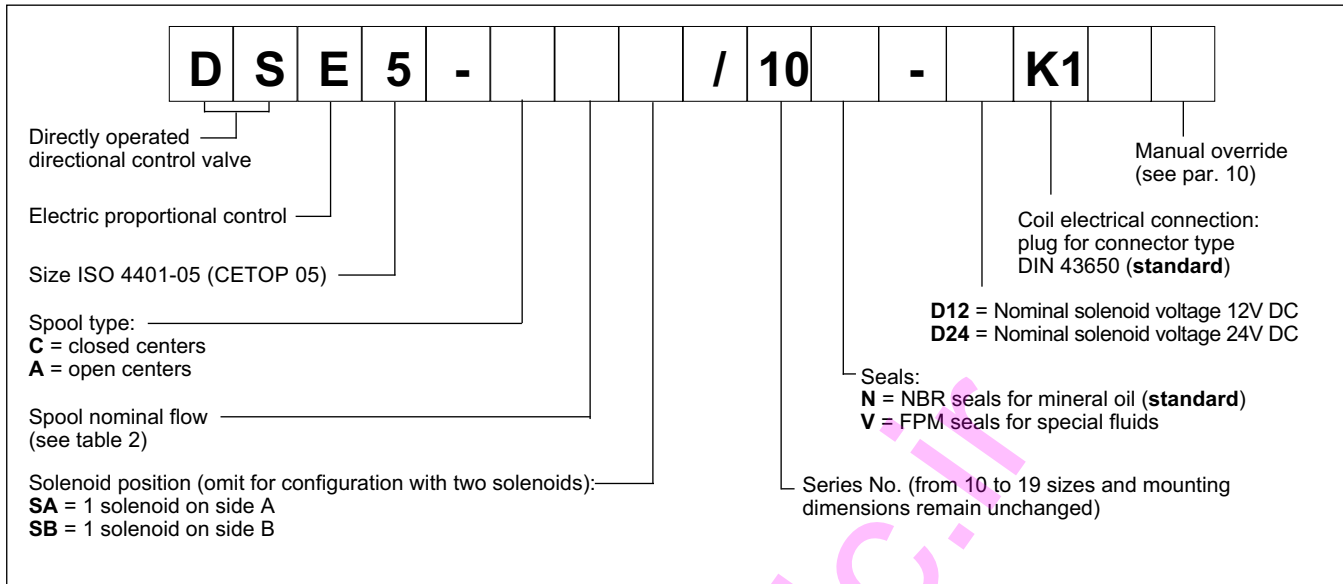 D S E 5 - / 10 - K1
Directly operated
directional control valve
Electric proportional control
Size ISO 4401-05 (CETOP 05)
Spool type:
C = closed centers
A = open centers
Spool nominal flow
(see table 2)
Solenoid position (omit for configuration with two solenoids):
SA = 1 solenoid on side A
SB = 1 solenoid on side B
Manual override
(see par. 10)
Coil electrical connection:
plug for connector type
DIN 43650 (standard)
D12 = Nominal solenoid voltage 12V DC
D24 = Nominal solenoid voltage 24V DC
Seals:
N = NBR seals for mineral oil (standard)
V = FPM seals for special fluids
Series No. (from 10 to 19 sizes and mounting
dimensions remain unchanged)
c.ir